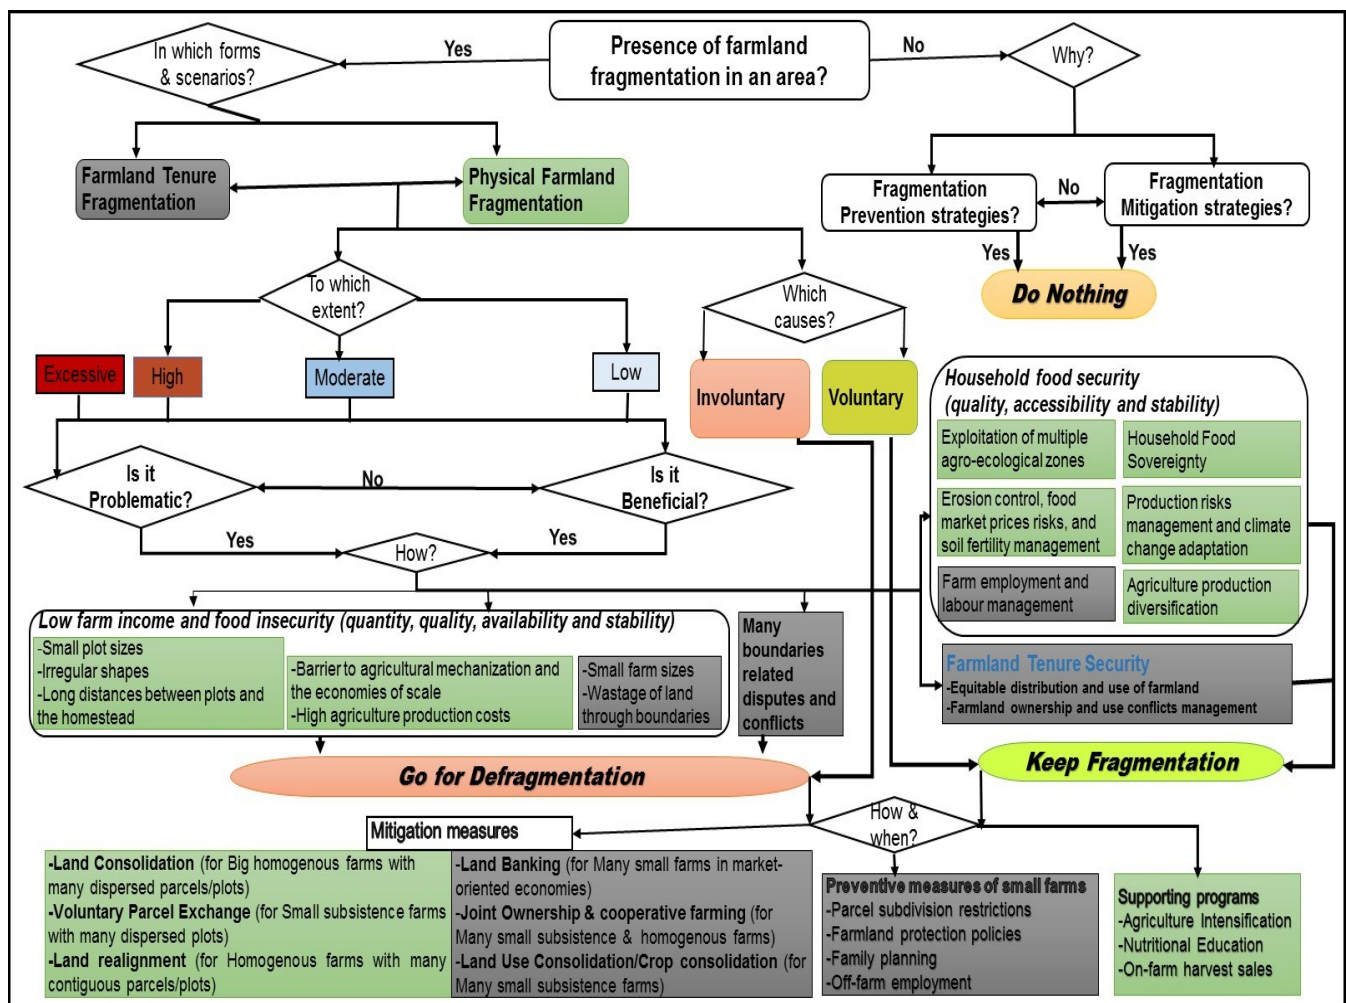 Presence of farmland
fragmentation in an area?
Yes
No
In which forms
& scenarios?
Why?
Farmland Tenure
Fragmentation
Physical Farmland
Fragmentation
Fragmentation
Prevention strategies?
No
Fragmentation
Mitigation strategies?
Yes
Yes
Do Nothing
To which
extent?
Which
causes?
Excessive
High
Moderate
Low
Involuntary
Voluntary
Is it
Problematic?
No
Is it
Beneficial?
Yes
Yes
How?
Household food security
(quality, accessibility and stability)
Exploitation of multiple
agro-ecological zones
Household Food
Sovereignty
Erosion control, food
market prices risks, and
soil fertility management
Production risks
management and climate
change adaptation
Farm employment and
labour management
Agriculture production
diversification
Farmland Tenure Security
-Equitable distribution and use of farmland
-Farmland ownership and use conflicts management
Low farm income and food insecurity (quantity, quality, availability and stability)
-Small plot sizes
-Irregular shapes
-Long distances between plots and
the homestead
-Barrier to agricultural mechanization and
the economies of scale
-High agriculture production costs
-Small farm sizes
-Wastage of land
through boundaries
Many
boundaries
related
disputes and
conflicts
Go for Defragmentation
Keep Fragmentation
How &
when?
Mitigation measures
-Land Consolidation (for Big homogenous farms with
many dispersed parcels/plots)
-Voluntary Parcel Exchange (for Small subsistence farms
with many dispersed plots)
-Land realignment (for Homogenous farms with many
contiguous parcels/plots)
-Land Banking (for Many small farms in market-
oriented economies)
-Joint Ownership & cooperative farming (for
Many small subsistence & homogenous farms)
-Land Use Consolidation/Crop consolidation (for
Many small subsistence farms)
Preventive measures of small farms
-Parcel subdivision restrictions
-Farmland protection policies
-Family planning
-Off-farm employment
Supporting programs
-Agriculture Intensification
-Nutritional Education
-On-farm harvest sales